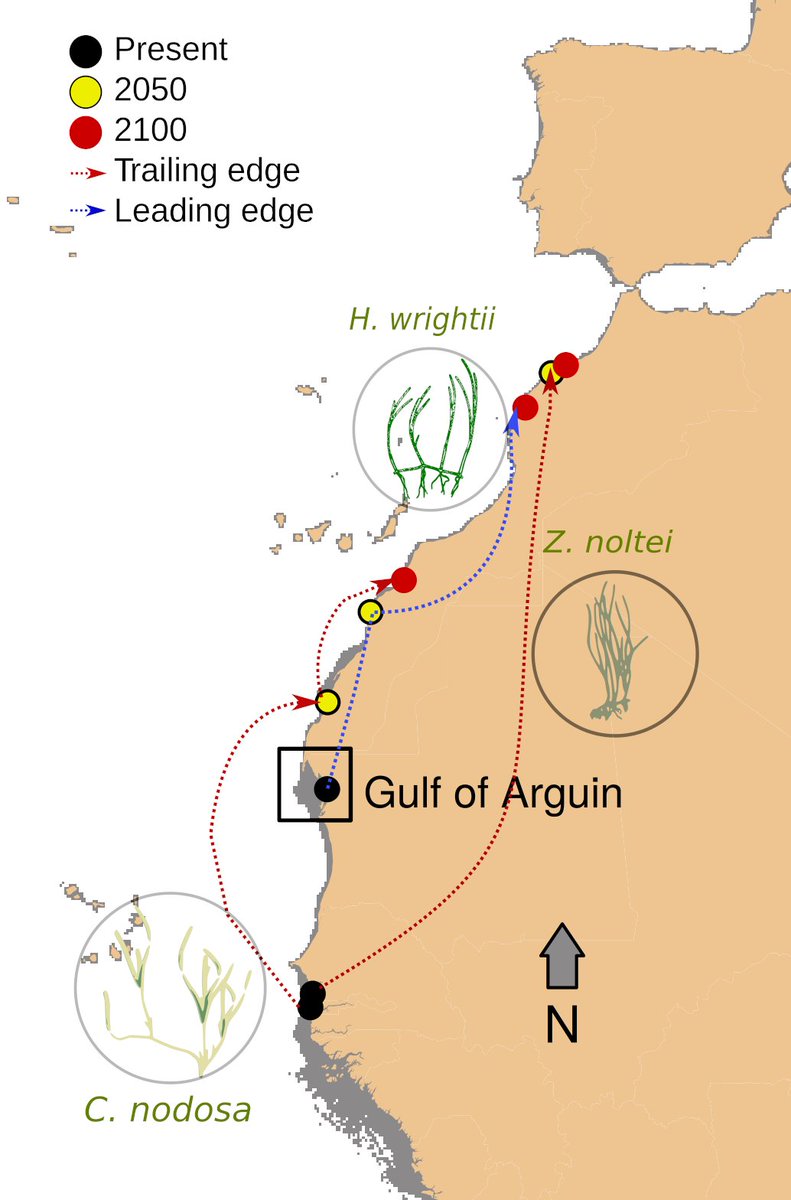 Present
2050
2100
Trailing edge
Leading edge
H. wrightii
Z. noltei
Gulf of Arguin
N
C. nodosa